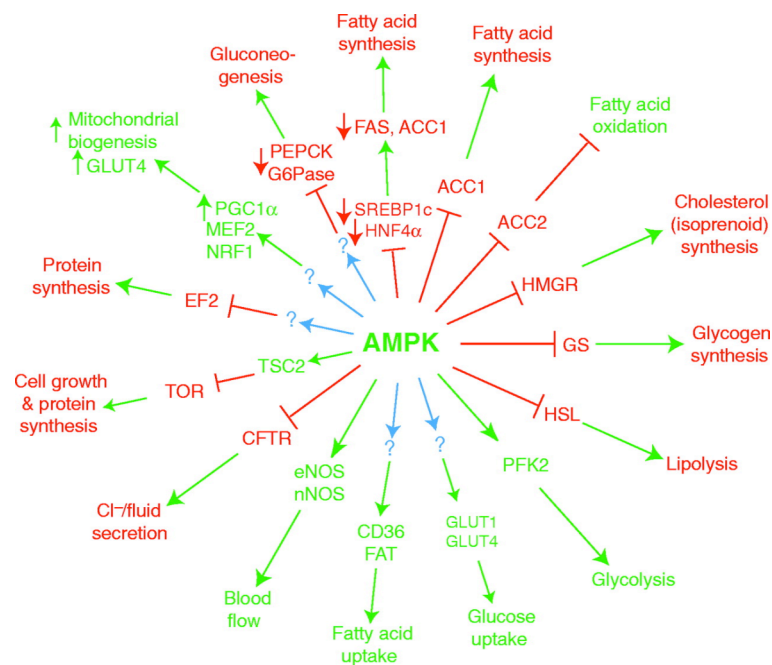 Fatty acid
synthesis
Fatty acid
synthesis
Gluconeo-
genesis
Fatty acid
oxidation
Mitochondrial
biogenesis
GLUT4
FAS, ACC1
PEPCK
G6Pase
ACC1
ACC2
SREBP1c
HNF4α
PGC1α
MEF2
NRF1
Cholesterol
(isoprenoid)
synthesis
HMGR
?
?
?
Protein
synthesis
EF2
AMPK
GS
Glycogen
synthesis
TSC2
TOR
Cell growth
& protein
synthesis
HSL
Lipolysis
CFTR
Cl–/fluid
secretion
eNOS
nNOS
?
?
PFK2
CD36
FAT
GLUT1
GLUT4
Glycolysis
Blood
flow
Fatty acid
uptake
Glucose
uptake